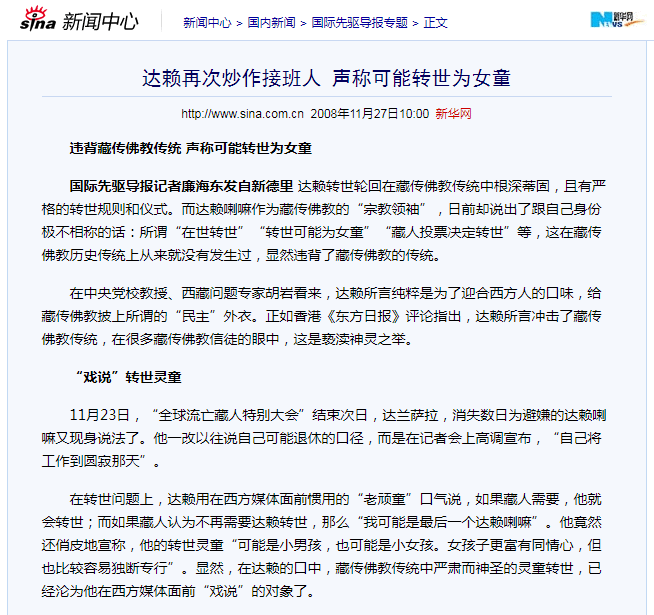 sina 新闻中心
新闻中心 > 国内新闻 > 国际先驱导报专题 > 正文
新华网
NEWS
达赖再次炒作接班人 声称可能转世为女童
http://www.sina.com.cn 2008年11月27日10:00 新华网
违背藏传佛教传统 声称可能转世为女童
国际先驱导报记者廉海东发自新德里 达赖转世轮回在藏传佛教传统中根深蒂固，且有严
格的转世规则和仪式。而达赖喇嘛作为藏传佛教的“宗教领袖”，日前却说出了跟自己身份
极不相称的话：所谓“在世转世”“转世可能为女童”“藏人投票决定转世”等，这在藏传
佛教历史传统上从来就没有发生过，显然违背了藏传佛教的传统。
在中央党校教授、西藏问题专家胡岩看来，达赖所言纯粹是为了迎合西方人的口味，给
藏传佛教披上所谓的“民主”外衣。正如香港《东方日报》评论指出，达赖所言冲击了藏传
佛教传统，在很多藏传佛教信徒的眼中，这是亵渎神灵之举。
“戏说”转世灵童
11月23日，“全球流亡藏人特别大会”结束次日，达兰萨拉，消失数日为避嫌的达赖喇
嘛又现身说法了。他一改以往说自己可能退休的口径，而是在记者会上高调宣布，“自己将
工作到圆寂那天”。
在转世问题上，达赖用在西方媒体面前惯用的“老顽童”口气说，如果藏人需要，他就
会转世；而如果藏人认为不再需要达赖转世，那么“我可能是最后一个达赖喇嘛”。他竟然
还俏皮地宣称，他的转世灵童“可能是小男孩，也可能是小女孩。女孩子更富有同情心，但
也比较容易独断专行”。显然，在达赖的口中，藏传佛教传统中严肃而神圣的灵童转世，已
经沦为他在西方媒体面前“戏说”的对象了。